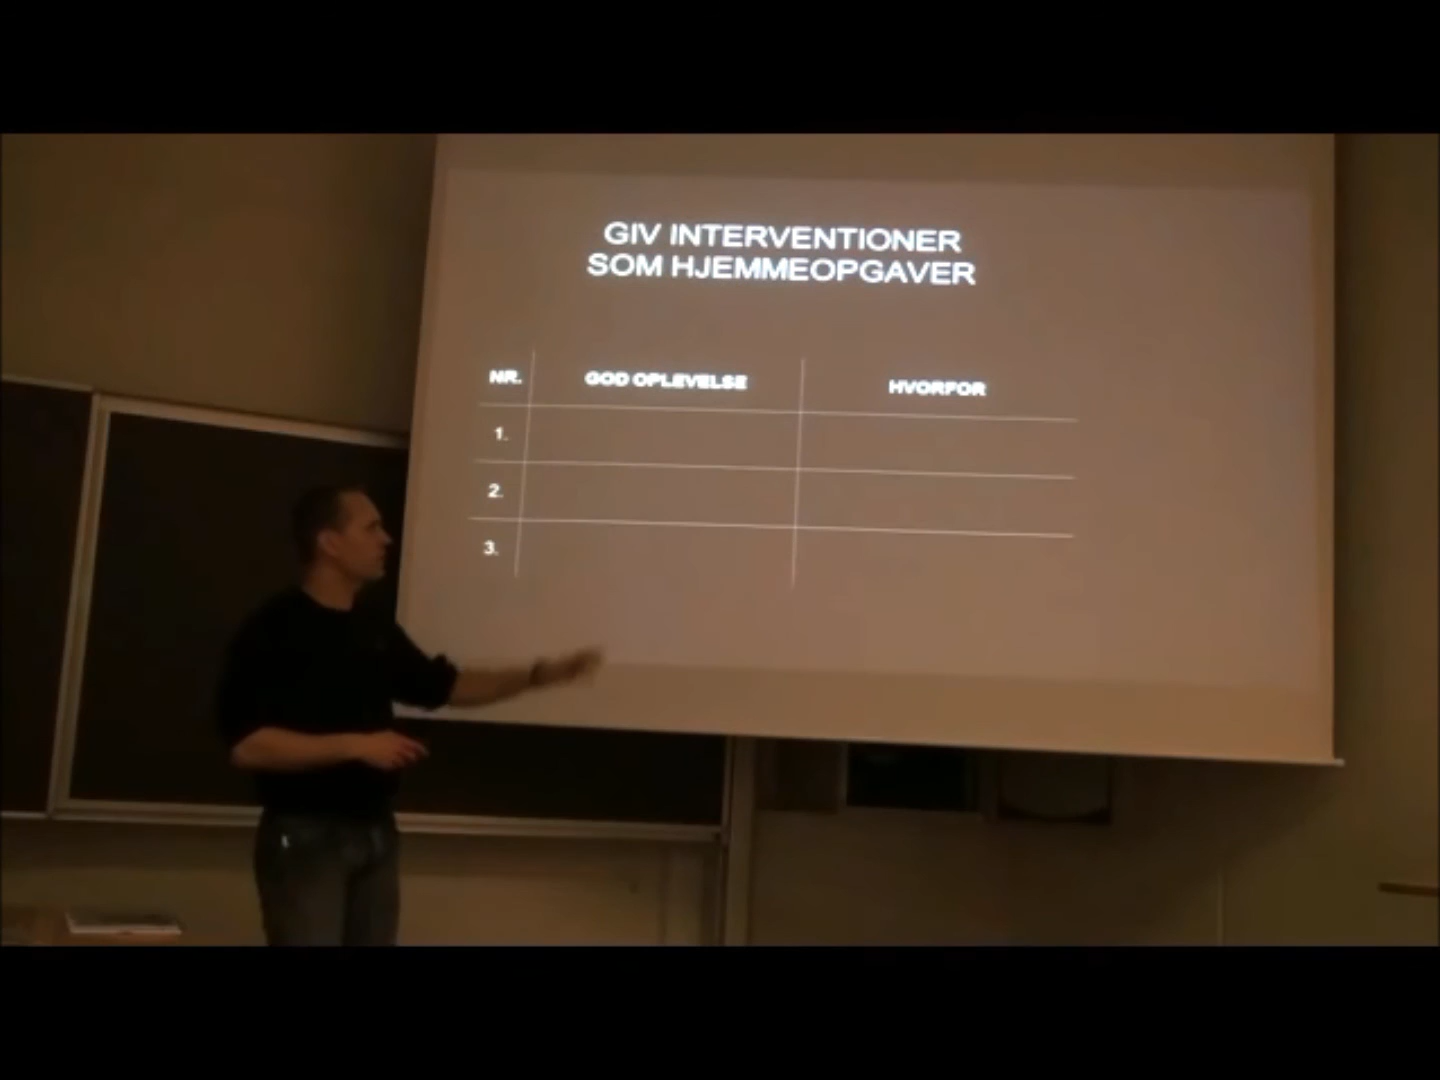 GIV INTERVENTIONER
SOM HJEMMEOPGAVER
NR. GOD OPLEVELSE HVORFOR
1.
2.
3.